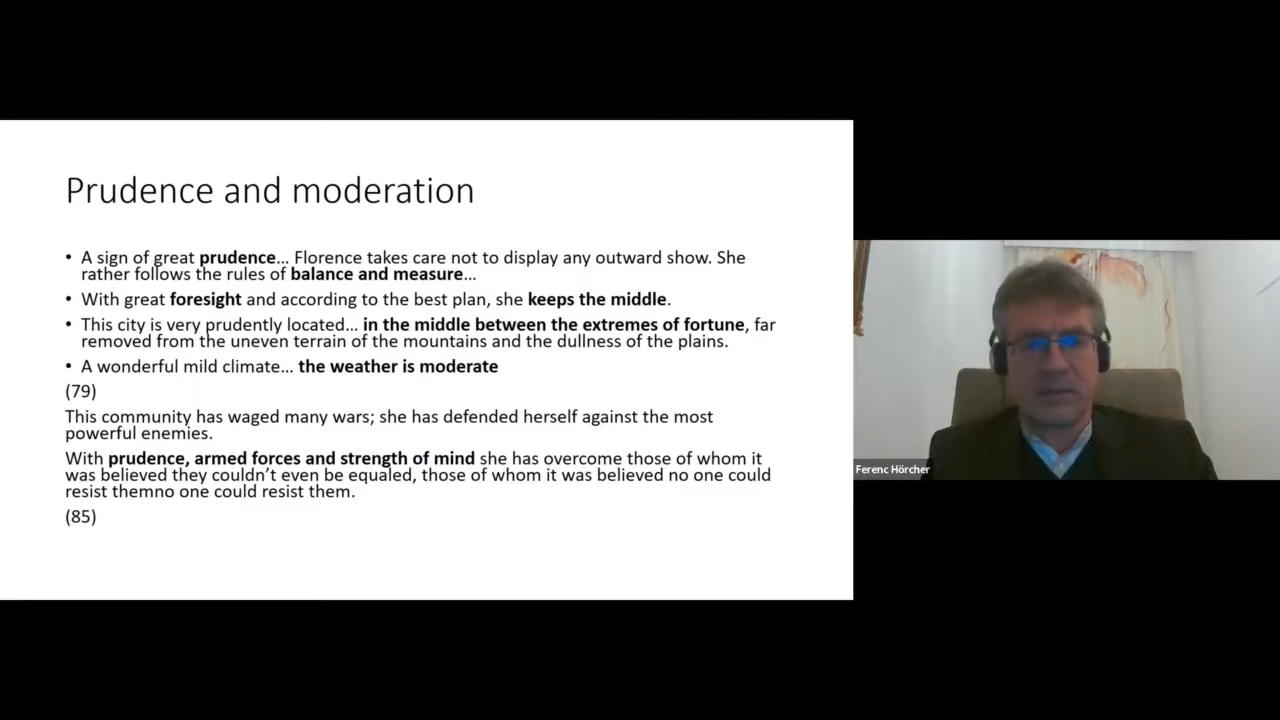 Prudence and moderation
• A sign of great prudence... Florence takes care not to display any outward show. She
rather follows the rules of balance and measure...
• With great foresight and according to the best plan, she keeps the middle.
• This city is very prudently located... in the middle between the extremes of fortune, far
removed from the uneven terrain of the mountains and the dullness of the plains.
• A wonderful mild climate... the weather is moderate
(79)
This community has waged many wars; she has defended herself against the most
powerful enemies.
With prudence, armed forces and strength of mind she has overcome those of whom it
was believed they couldn't even be equaled, those of whom it was believed no one could
resist themno one could resist them.
(85)
Ferenc Hörcher